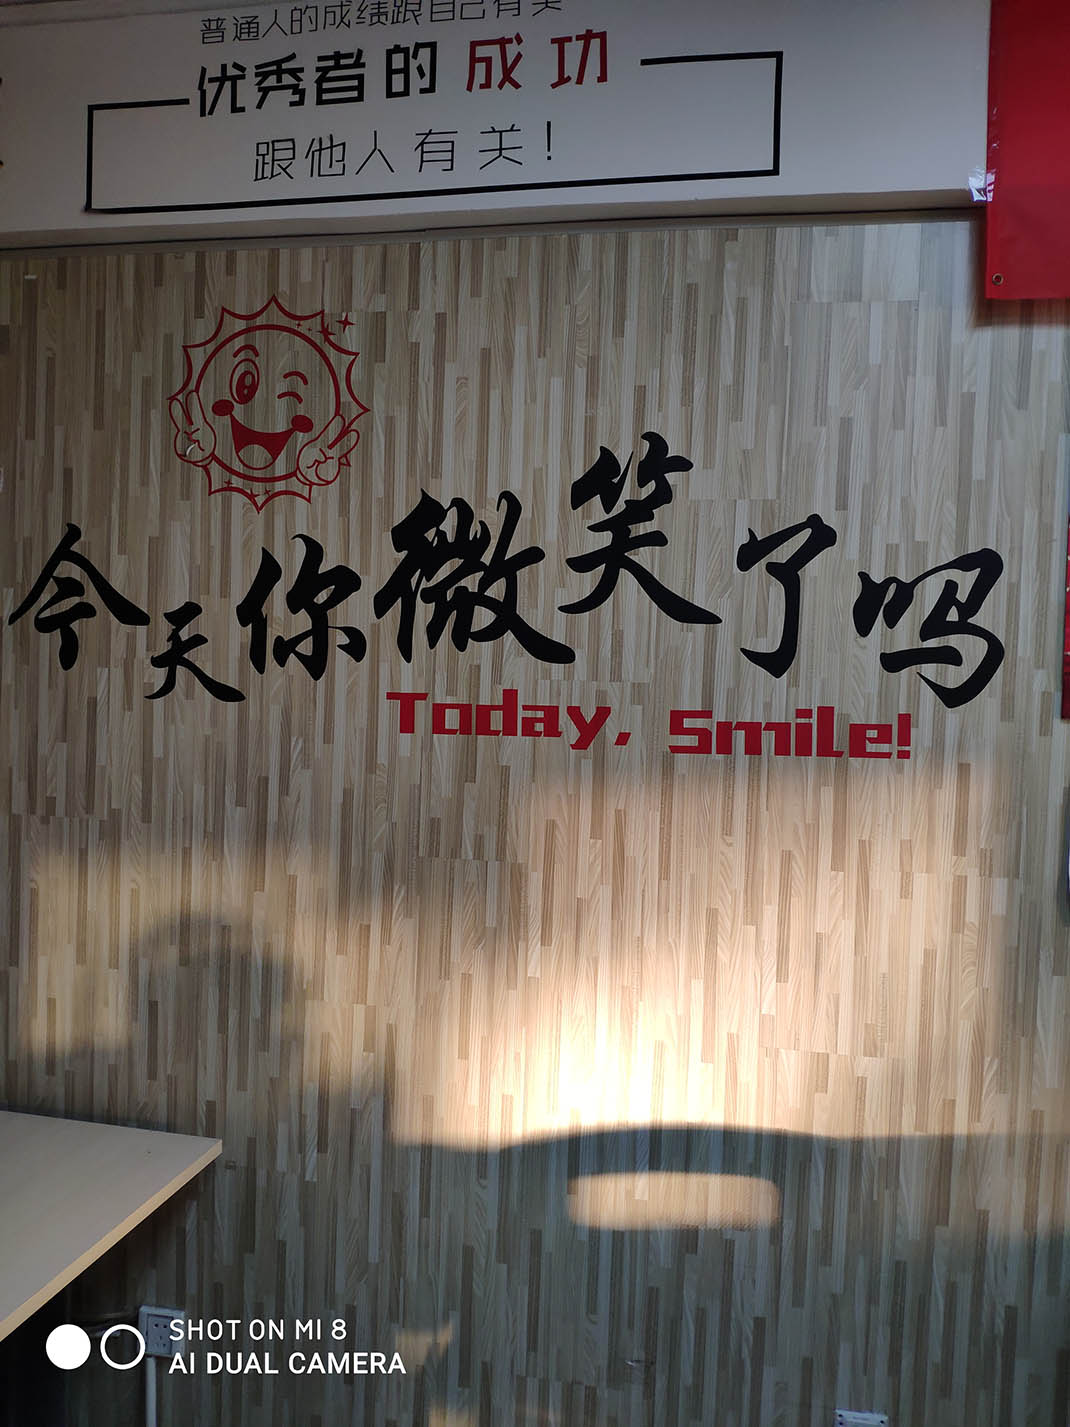 普通人的成绩跟自己有关
优秀者的成功
跟他人有关!
今天你微笑了吗
Today, Smile!
SHOT ON MI 8
AI DUAL CAMERA